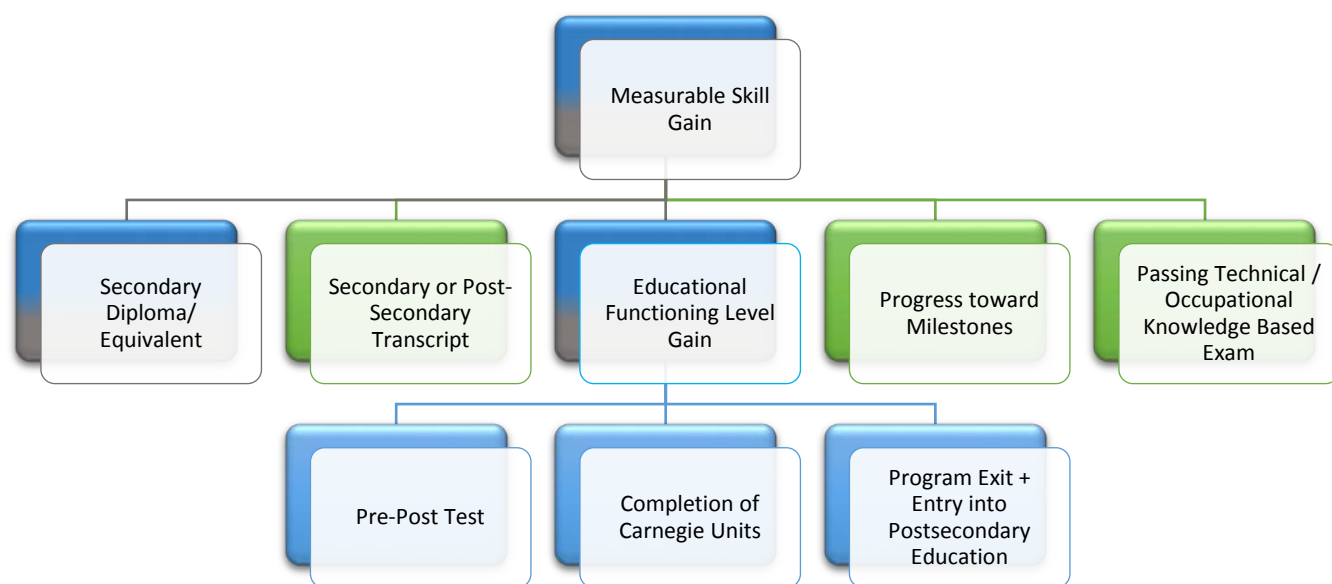 Measurable Skill
Gain
Secondary
Diploma/
Equivalent
Secondary or Post-
Secondary
Transcript
Educational
Functioning Level
Gain
Progress toward
Milestones
Passing Technical /
Occupational
Knowledge Based
Exam
Pre-Post Test
Completion of
Carnegie Units
Program Exit +
Entry into
Postsecondary
Education